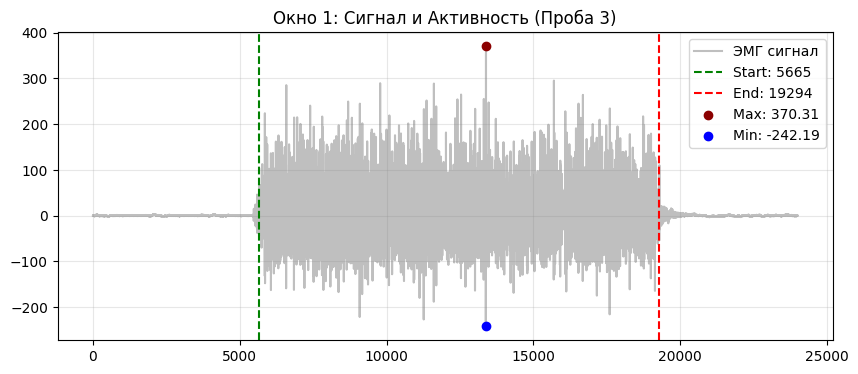 Окно 1: Сигнал и Активность (Проба 3)
400
300
200
100
0
−100
−200
0
5000
10000
15000
20000
25000
ЭМГ сигнал
Start: 5665
End: 19294
Max: 370.31
Min: -242.19